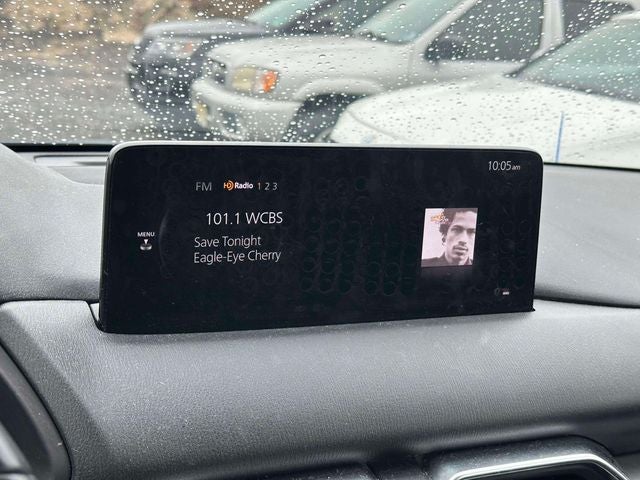 10:05 am
FM HD Radio 1 2 3
101.1 WCBS
MENU
Save Tonight
Eagle-Eye Cherry